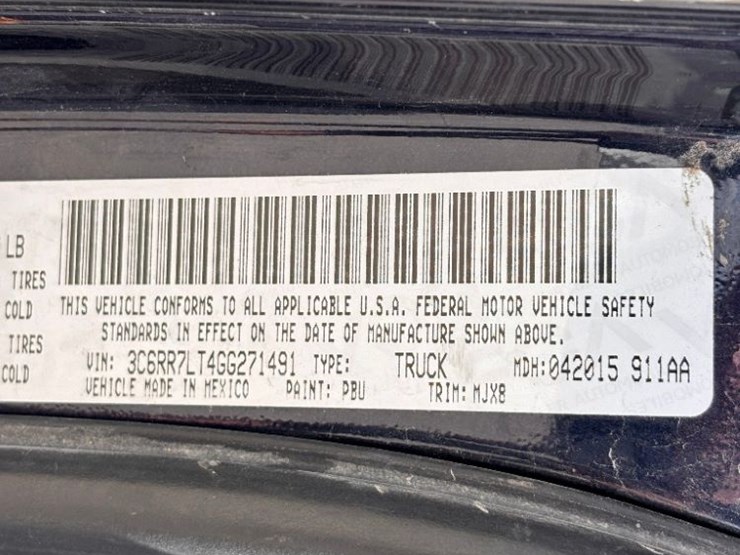 LB
TIRES
COLD
TIRES
COLD
THIS VEHICLE CONFORMS TO ALL APPLICABLE U.S.A. FEDERAL MOTOR VEHICLE SAFETY
STANDARDS IN EFFECT ON THE DATE OF MANUFACTURE SHOWN ABOVE.
VIN: 3C6RR7LT4GG271491 TYPE: TRUCK MDH:042015 911AA
VEHICLE MADE IN MEXICO PAINT: PBU TRIM: MJX8